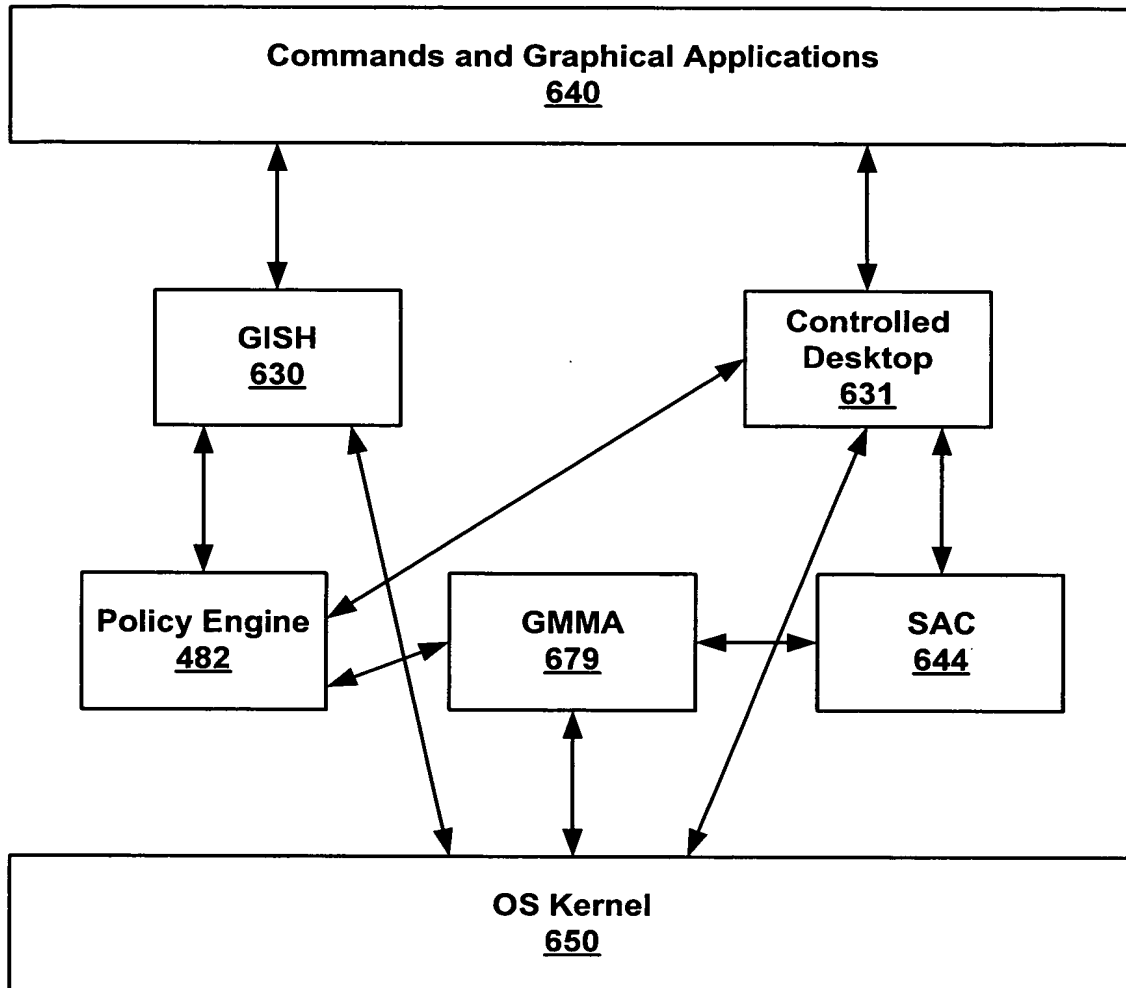 Commands and Graphical Applications
640
GISH
630
Controlled
Desktop
631
Policy Engine
482
GMMA
679
SAC
644
OS Kernel
650